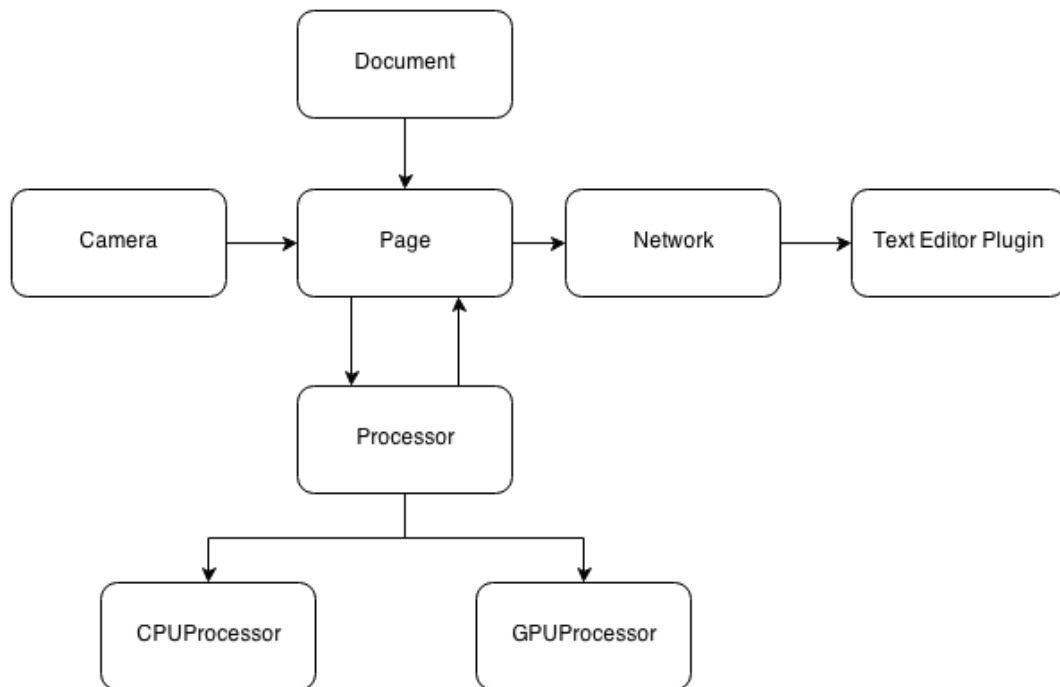 Document
Camera
Page
Network
Text Editor Plugin
Processor
CPUProcessor
GPUProcessor